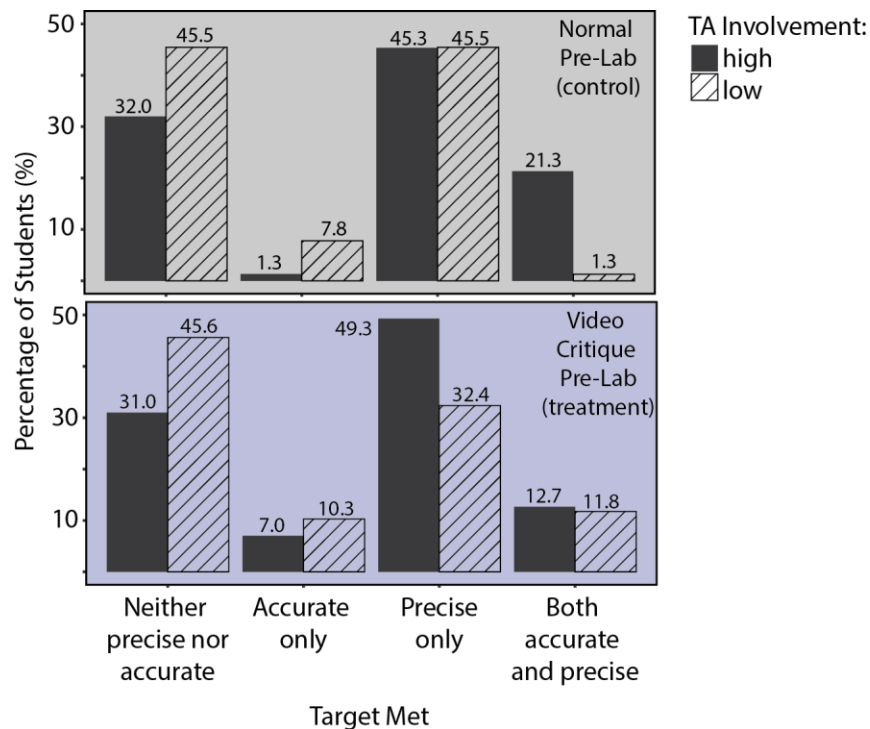 TA Involvement:
high
low
Percentage of Students (%)
50
30
10
Normal
Pre-Lab
(control)
32.0
45.5
1.3
7.8
45.3
45.5
21.3
1.3
50
30
10
Video
Critique
Pre-Lab
(treatment)
31.0
45.6
7.0
10.3
49.3
32.4
12.7
11.8
Neither
precise nor
accurate
Accurate
only
Precise
only
Both
accurate
and precise
Target Met